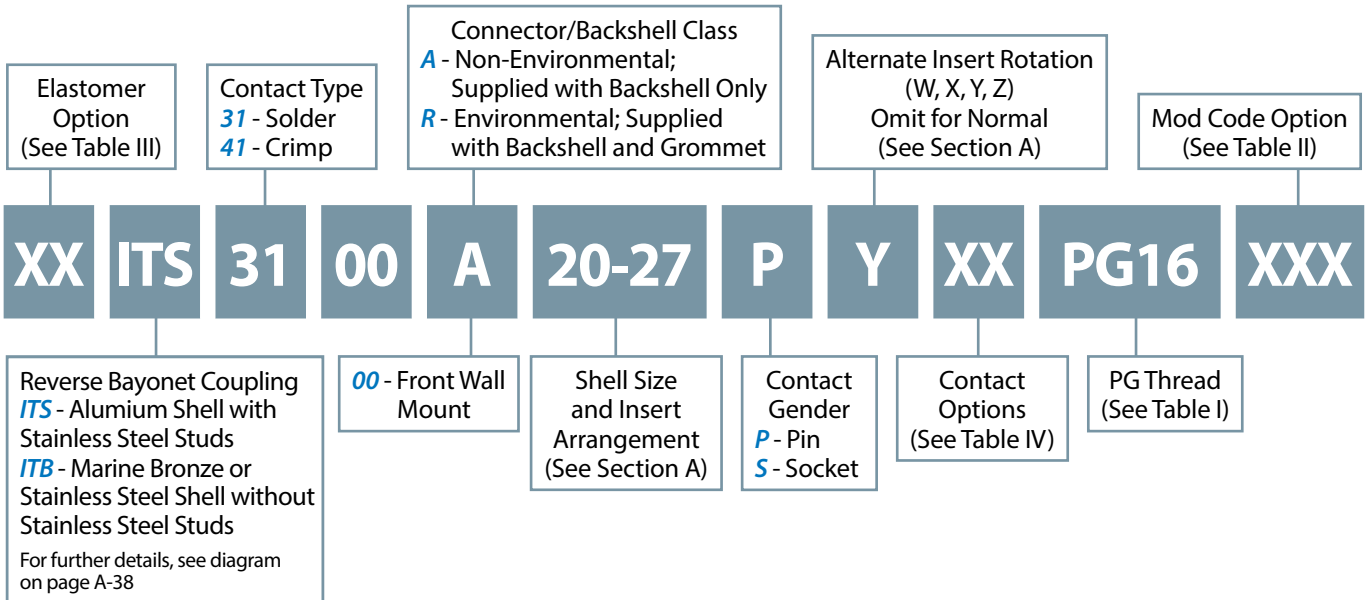 Elastomer
Option
(See Table III)
Contact Type
31 - Solder
41 - Crimp
Connector/Backshell Class
A - Non-Environmental;
Supplied with Backshell Only
R - Environmental; Supplied
with Backshell and Grommet
Alternate Insert Rotation
(W, X, Y, Z)
Omit for Normal
(See Section A)
Mod Code Option
(See Table II)
XX ITS 31 00 A 20-27 P Y XX PG16 XXX
Reverse Bayonet Coupling
ITS - Alumium Shell with
Stainless Steel Studs
ITB - Marine Bronze or
Stainless Steel Shell without
Stainless Steel Studs
For further details, see diagram
on page A-38
00 - Front Wall
Mount
Shell Size
and Insert
Arrangement
(See Section A)
Contact
Gender
P - Pin
S - Socket
Contact
Options
(See Table IV)
PG Thread
(See Table I)